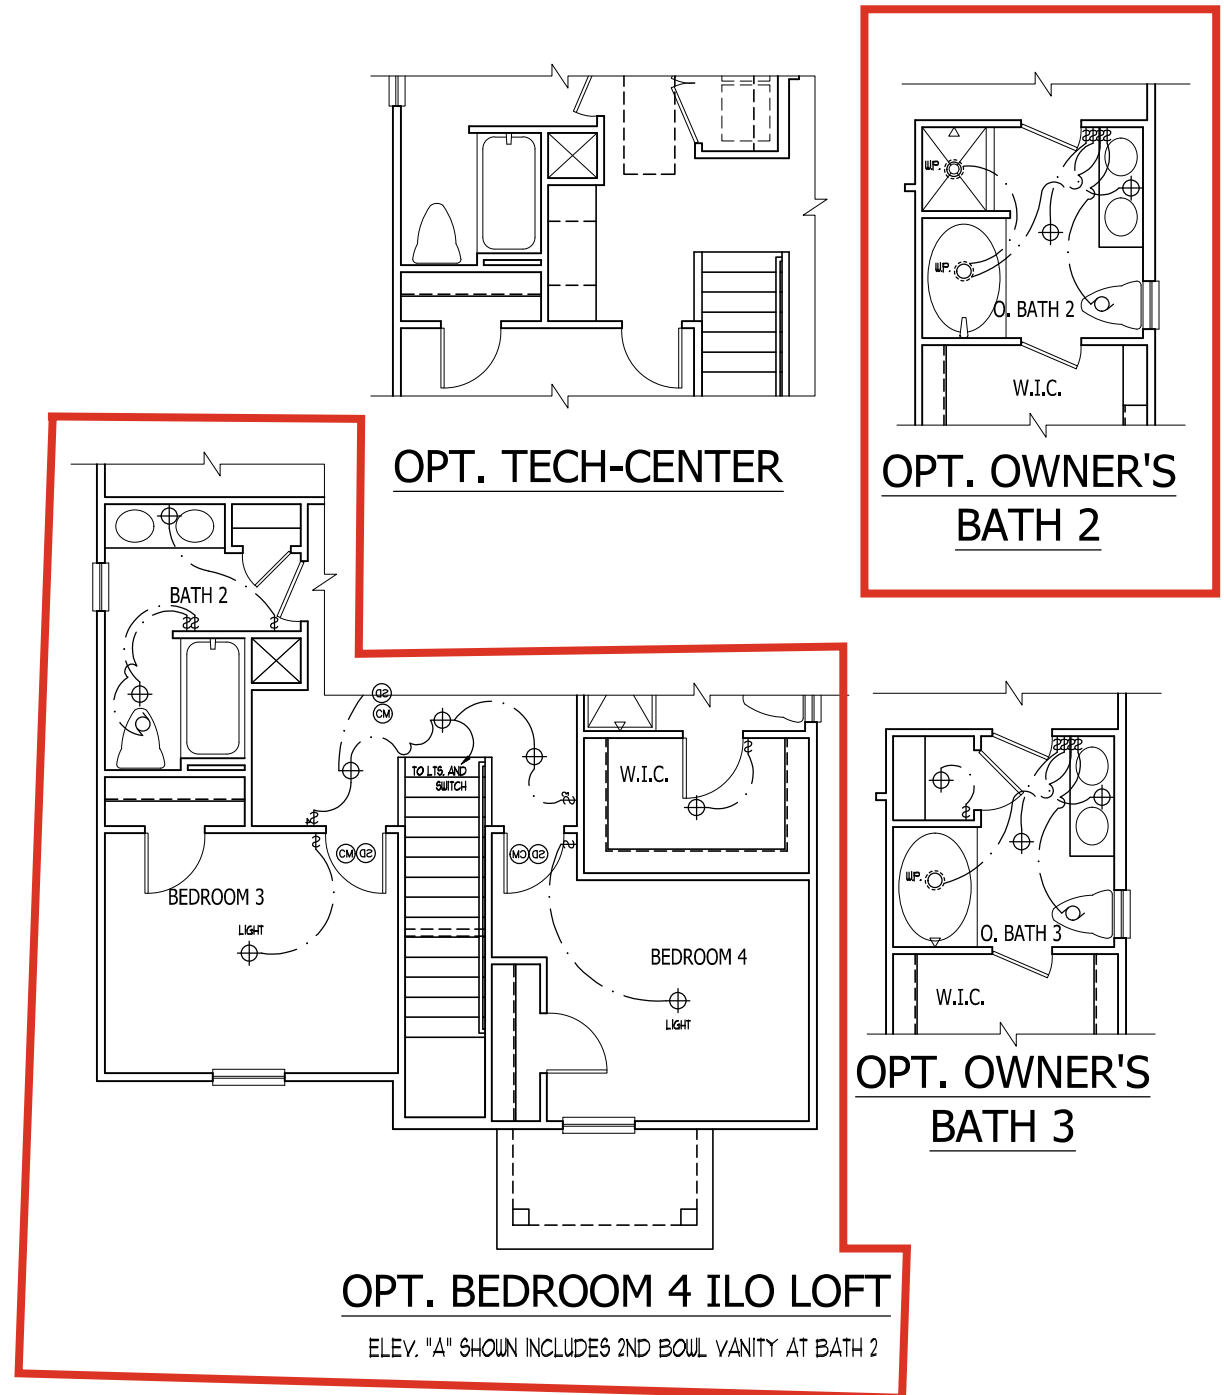 W.P.
W.P.
O. BATH 2
W.I.C.
OPT. TECH-CENTER
OPT. OWNER'S
BATH 2
BATH 2
SD
CM
TO LTS. AND
SWITCH
W.I.C.
CM SD
CM SD
BEDROOM 3
LIGHT
BEDROOM 4
LIGHT
W.P.
O. BATH 3
W.I.C.
OPT. OWNER'S
BATH 3
OPT. BEDROOM 4 ILO LOFT
ELEV. "A" SHOWN INCLUDES 2ND BOWL VANITY AT BATH 2